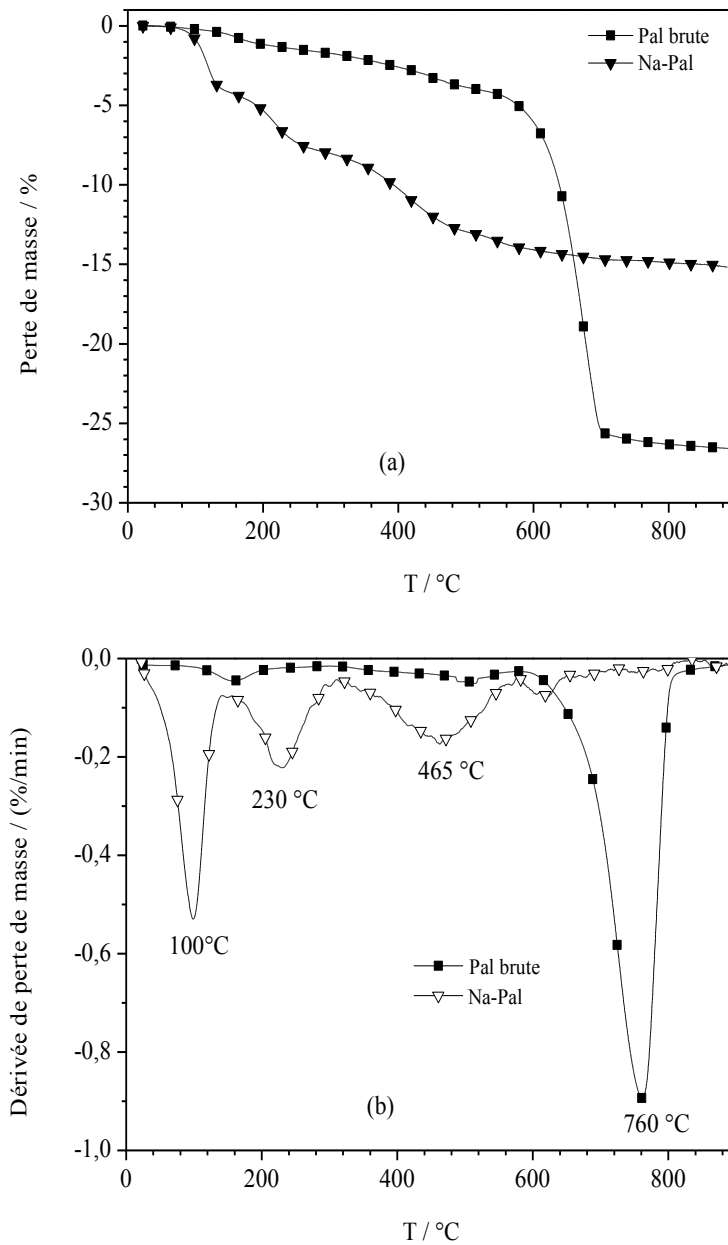 0
-5
-10
-15
-20
-25
-30
Perte de masse / %
Pal brute
Na-Pal
(a)
0
200
400
600
800
T / °C
0,0
-0,2
-0,4
-0,6
-0,8
-1,0
Dérivée de perte de masse / (%/min)
100°C
230 °C
465 °C
760 °C
Pal brute
Na-Pal
(b)
0
200
400
600
800
T / °C